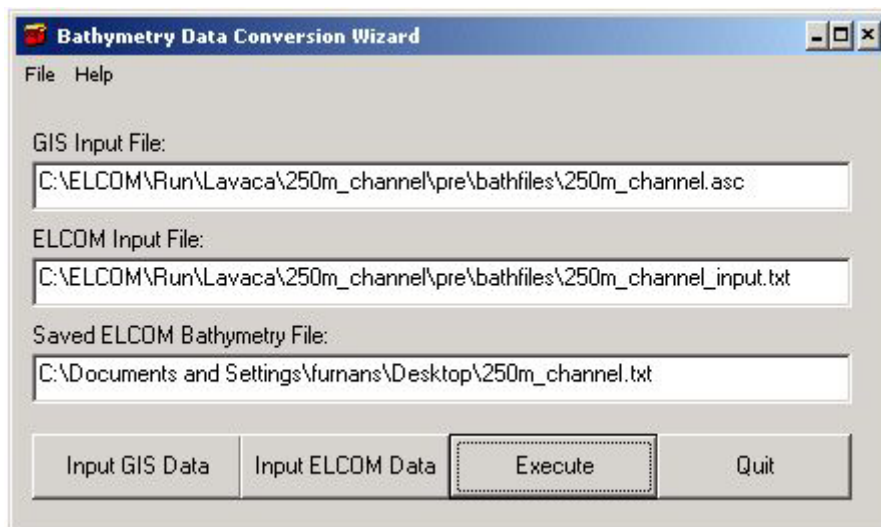 Bathymetry Data Conversion Wizard
File Help
GIS Input File:
C:\ELCOM\Run\Lavaca\250m_channel\pre\bathfiles\250m_channel.asc
ELCOM Input File:
C:\ELCOM\Run\Lavaca\250m_channel\pre\bathfiles\250m_channel_input.txt
Saved ELCOM Bathymetry File:
C:\Documents and Settings\furnans\Desktop\250m_channel.txt
Input GIS Data Input ELCOM Data Execute Quit